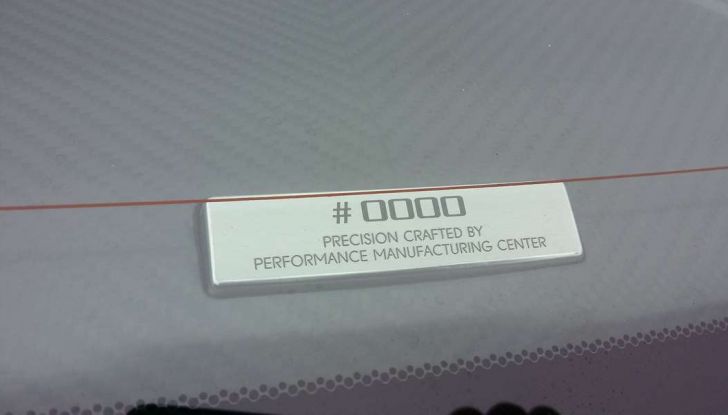 # 0000
PRECISION CRAFTED BY
PERFORMANCE MANUFACTURING CENTER